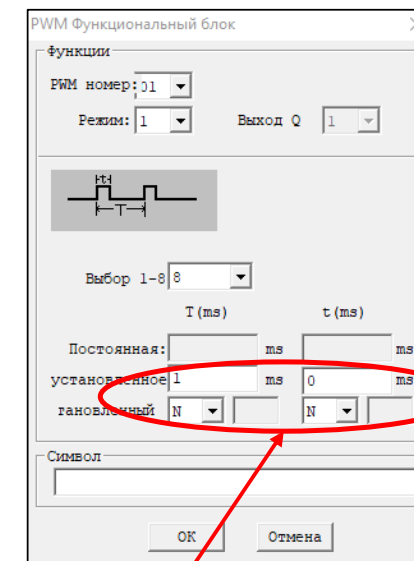 PWM Функциональный блок
Функции
PWM номер: 01
Режим: 1 Выход Q 1
t
T
Выбор 1-8 8
T(ms) t(ms)
Постоянная: ms ms
установленное 1 ms 0 ms
тановленный N N
Символ
OK Отмена